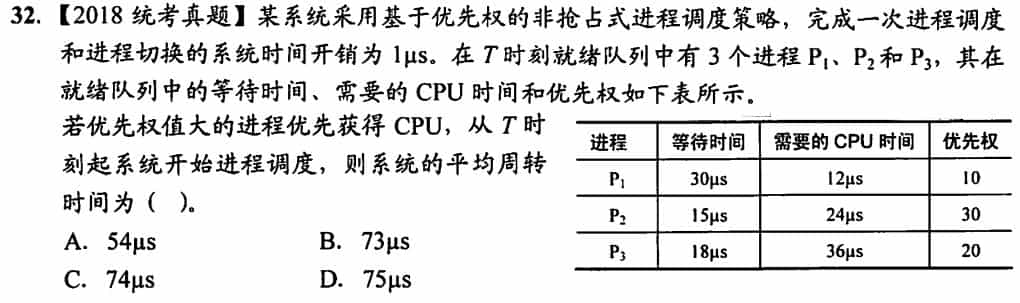 32. 【2018 统考真题】某系统采用基于优先权的非抢占式进程调度策略，完成一次进程调度
和进程切换的系统时间开销为 1μs。在 T 时刻就绪队列中有 3 个进程 P₁、P₂ 和 P₃，其在
就绪队列中的等待时间、需要的 CPU 时间和优先权如下表所示。
若优先权值大的进程优先获得 CPU，从 T 时
刻起系统开始进程调度，则系统的平均周转
时间为（ ）。
A. 54μs B. 73μs
C. 74μs D. 75μs
进程 等待时间 需要的 CPU 时间 优先权
P₁ 30μs 12μs 10
P₂ 15μs 24μs 30
P₃ 18μs 36μs 20